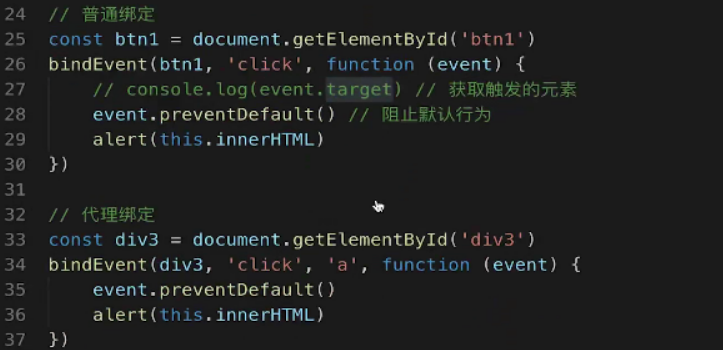 24 // 普通绑定
25 const btn1 = document.getElementById('btn1')
26 bindEvent(btn1, 'click', function (event) {
27     // console.log(event.target) // 获取触发的元素
28     event.preventDefault() // 阻止默认行为
29     alert(this.innerHTML)
30 })
31
32 // 代理绑定
33 const div3 = document.getElementById('div3')
34 bindEvent(div3, 'click', 'a', function (event) {
35     event.preventDefault()
36     alert(this.innerHTML)
37 })